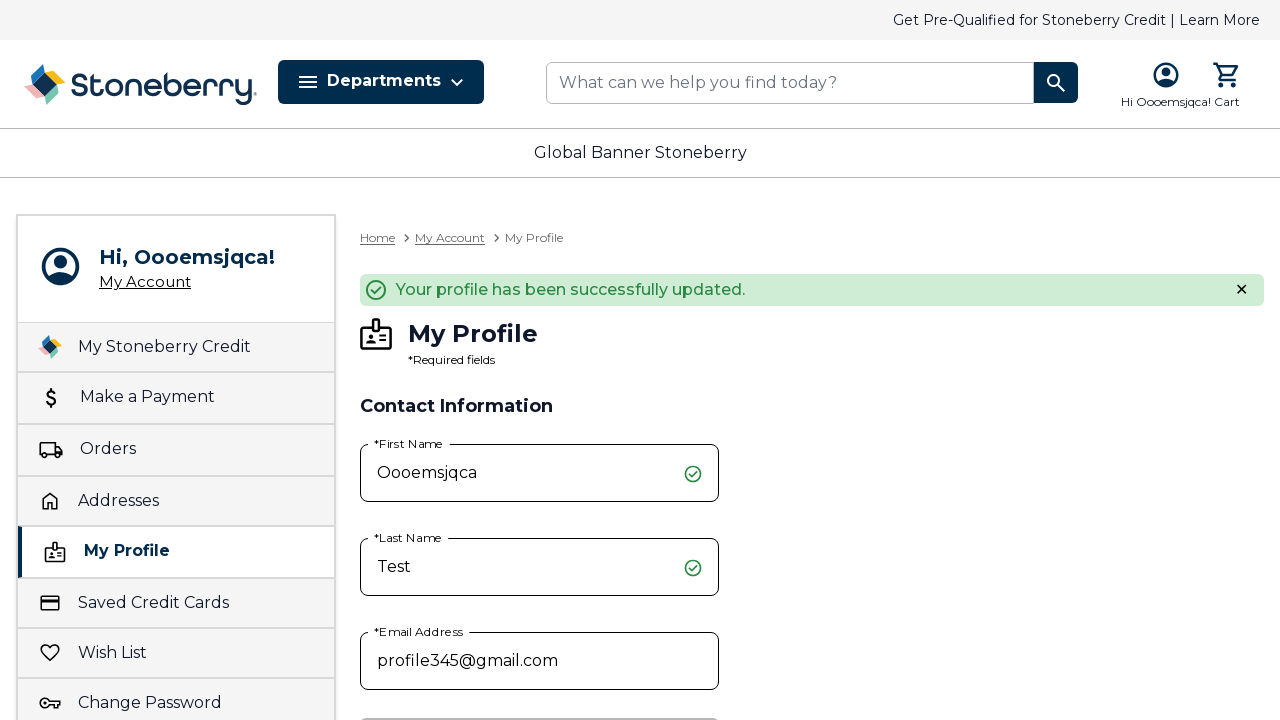 Get Pre-Qualified for Stoneberry Credit | Learn More
Stoneberry
Departments
What can we help you find today?
Hi Oooemsjqca!
Cart
Global Banner Stoneberry
Hi, Oooemsjqca!
My Account
My Stoneberry Credit
Make a Payment
Orders
Addresses
My Profile
Saved Credit Cards
Wish List
Change Password
Home > My Account > My Profile
Your profile has been successfully updated.
My Profile
*Required fields
Contact Information
*First Name
Oooemsjqca
*Last Name
Test
*Email Address
profile345@gmail.com